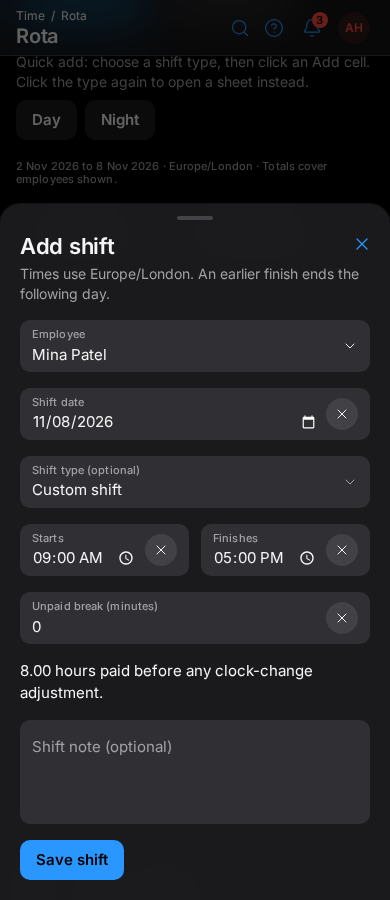 Time / Rota
Rota
3
AH
Quick add: choose a shift type, then click an Add cell.
Click the type again to open a sheet instead.
Day
Night
2 Nov 2026 to 8 Nov 2026 · Europe/London · Totals cover
employees shown.
Add shift
Times use Europe/London. An earlier finish ends the
following day.
Employee
Mina Patel
Shift date
11/08/2026
Shift type (optional)
Custom shift
Starts
09:00 AM
Finishes
05:00 PM
Unpaid break (minutes)
0
8.00 hours paid before any clock-change
adjustment.
Shift note (optional)
Save shift